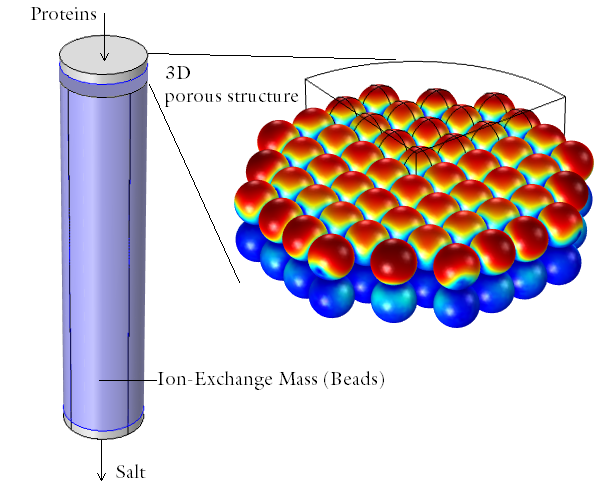 Proteins
3D
porous structure
Ion-Exchange Mass (Beads)
Salt